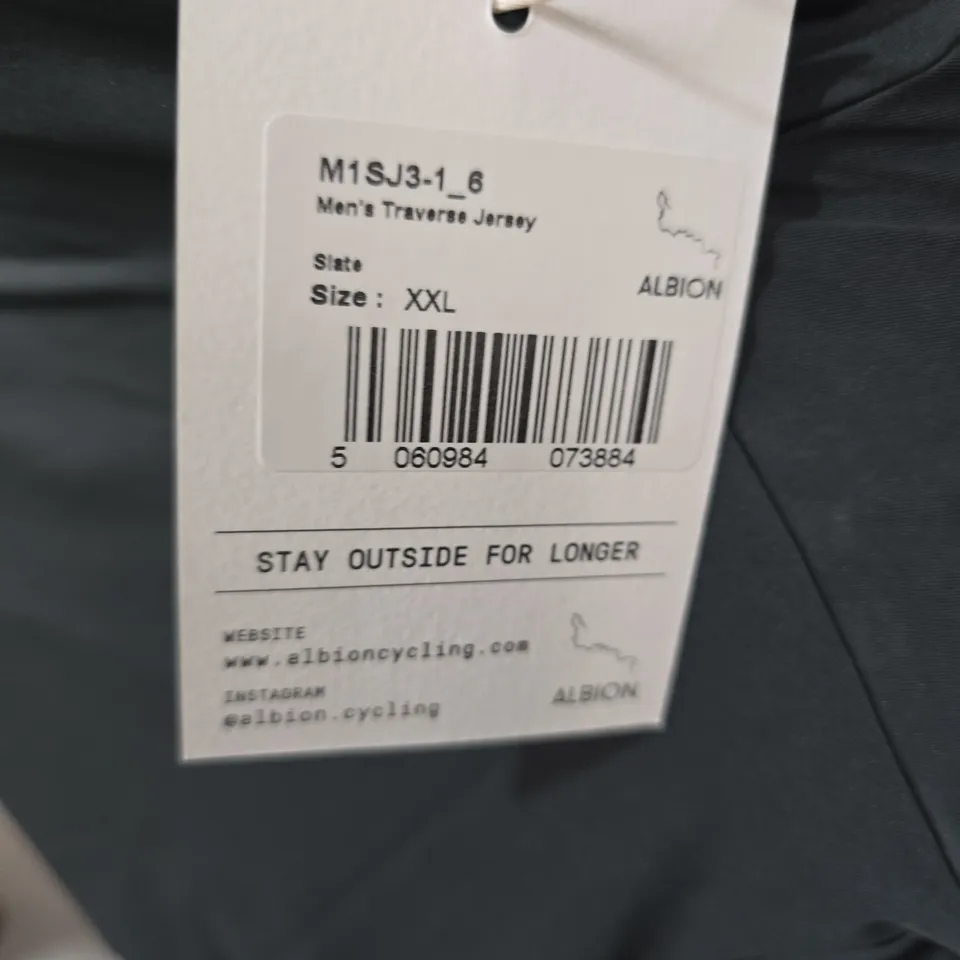 M1SJ3-1_6
Men's Traverse Jersey
Slate
Size : XXL
ALBION
5 060984 073884
STAY OUTSIDE FOR LONGER
WEBSITE
www.albioncycling.com
INSTAGRAM
@albion.cycling
ALBION